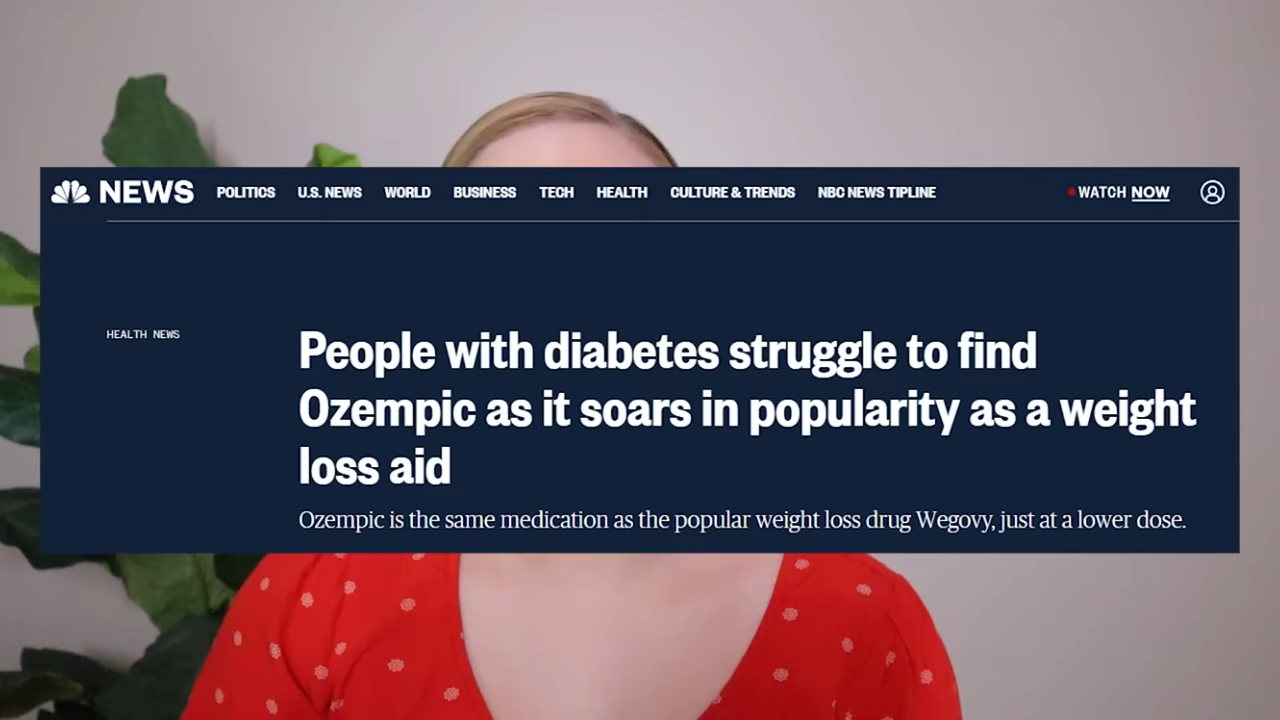 NEWS POLITICS U.S. NEWS WORLD BUSINESS TECH HEALTH CULTURE & TRENDS NBC NEWS TIPLINE WATCH NOW
HEALTH NEWS
People with diabetes struggle to find
Ozempic as it soars in popularity as a weight
loss aid
Ozempic is the same medication as the popular weight loss drug Wegovy, just at a lower dose.